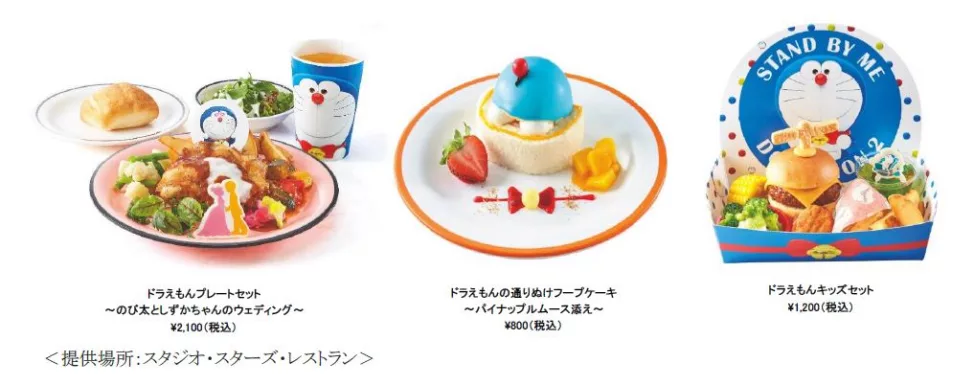 STAND BY ME
2
ドラえもんプレートセット
~のび太としずかちゃんのウェディング~
¥2,100(税込)
ドラえもんの通りぬけフープケーキ
~パイナップルムース添え~
¥800(税込)
ドラえもんキッズセット
¥1,200(税込)
<提供場所:スタジオ・スターズ・レストラン>